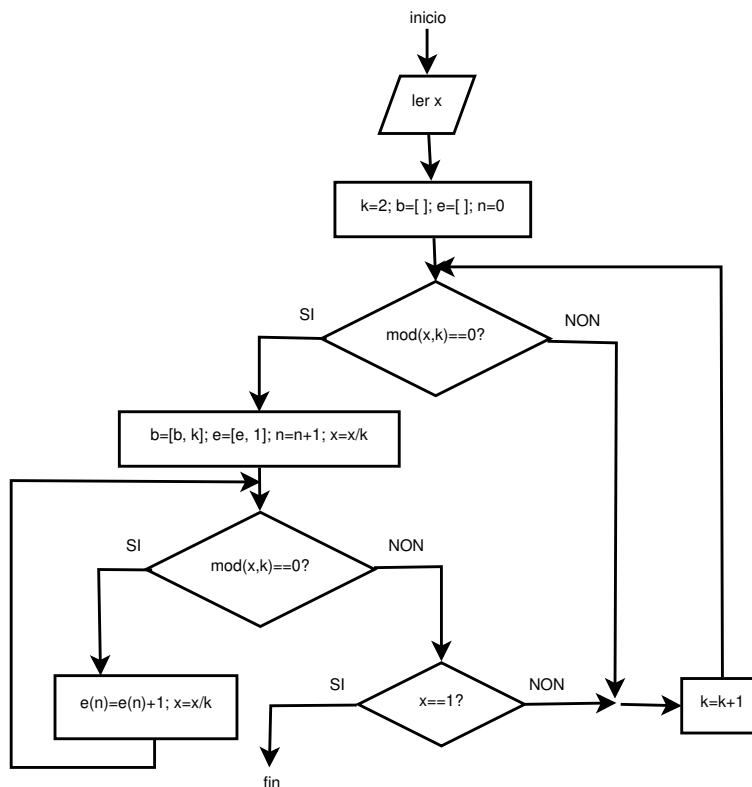 inicio
ler x
k=2; b=[ ]; e=[ ]; n=0
SI
mod(x,k)==0?
NON
b=[b, k]; e=[e, 1]; n=n+1; x=x/k
SI
mod(x,k)==0?
NON
e(n)=e(n)+1; x=x/k
SI
x==1?
NON
k=k+1
fin